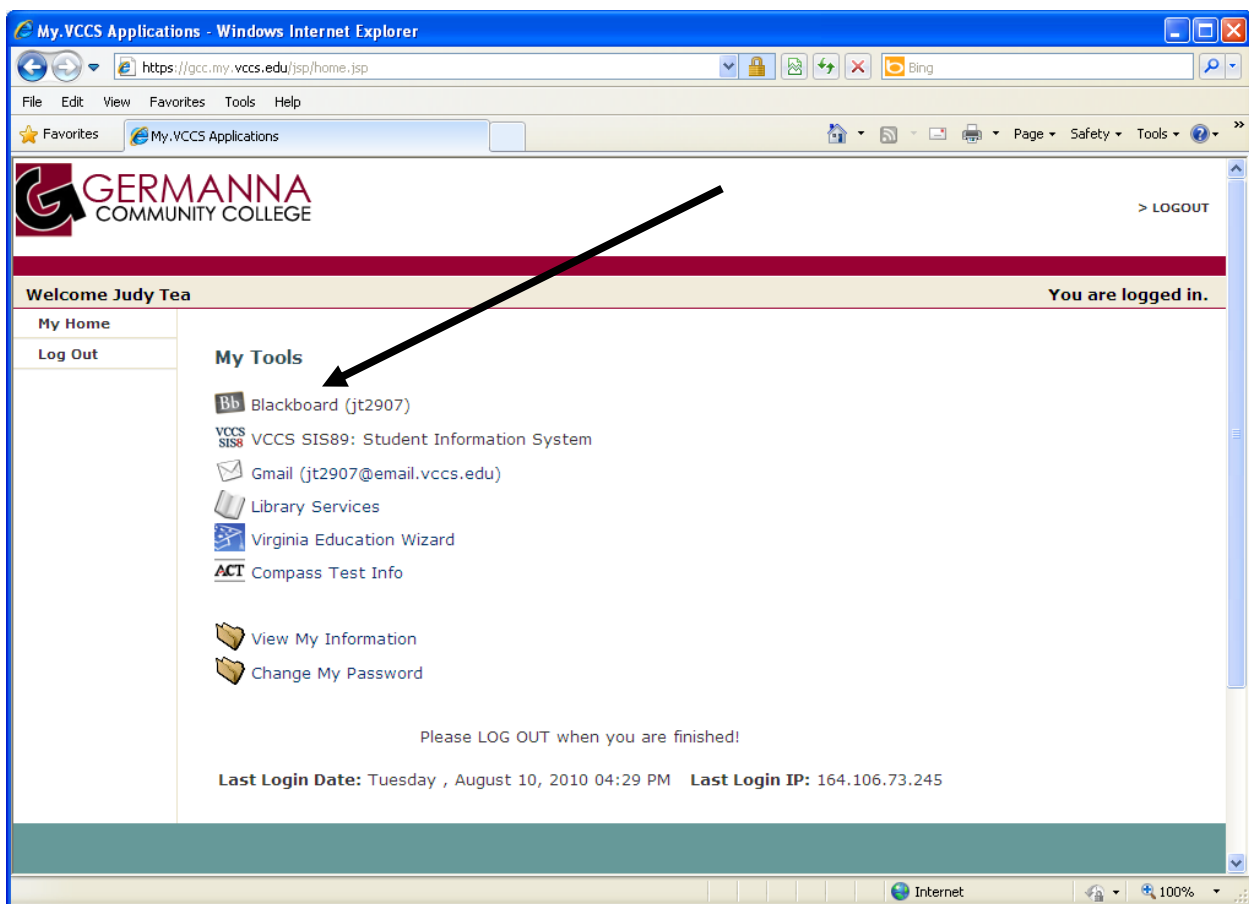 My.VCCS Applications - Windows Internet Explorer
https://gcc.my.vccs.edu/jsp/home.jsp
Bing
File Edit View Favorites Tools Help
Favorites
My.VCCS Applications
Page
Safety
Tools
»
GERMANNA
COMMUNITY COLLEGE
> LOGOUT
Welcome Judy Tea
You are logged in.
My Home
Log Out
My Tools
Bb Blackboard (jt2907)
VCCS
SIS8
VCCS SIS89: Student Information System
Gmail (jt2907@email.vccs.edu)
Library Services
Virginia Education Wizard
ACT Compass Test Info
View My Information
Change My Password
Please LOG OUT when you are finished!
Last Login Date: Tuesday , August 10, 2010 04:29 PM Last Login IP: 164.106.73.245
Internet
100%